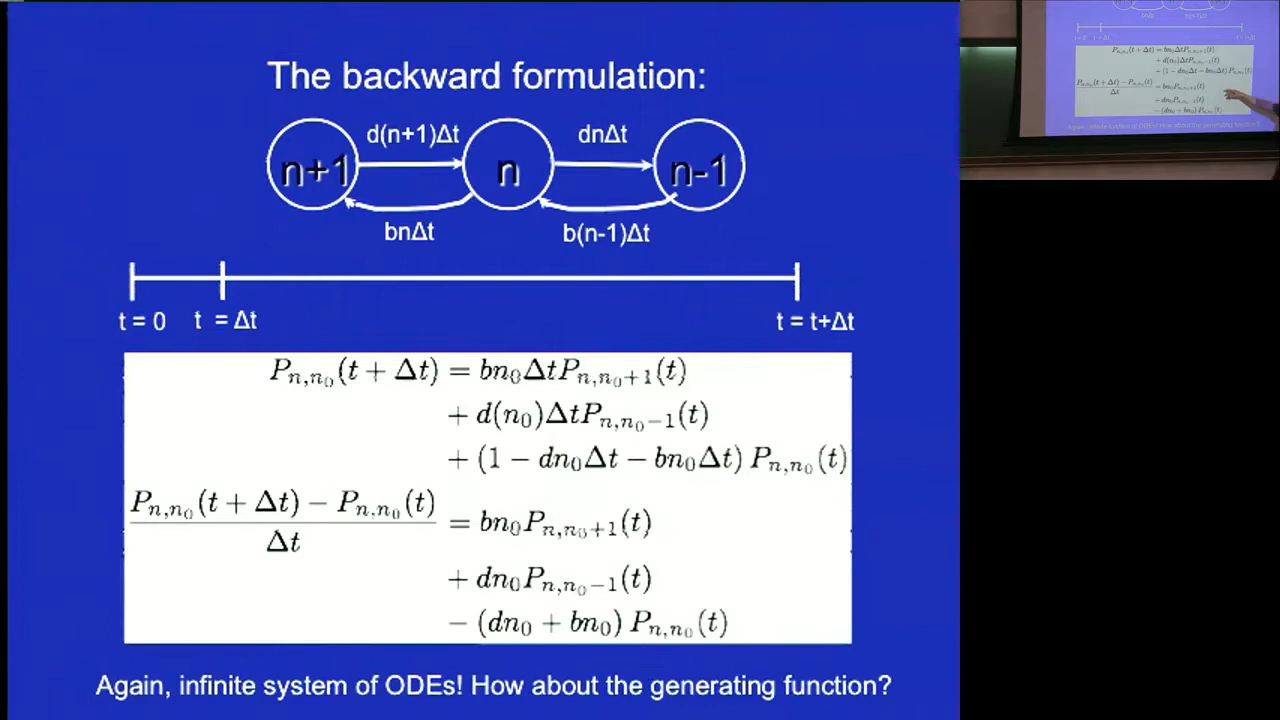 The backward formulation:
d(n+1)Δt dnΔt
n+1 n n-1
bnΔt b(n-1)Δt
t = 0 t = Δt t = t+Δt
P_{n,n_0}(t + Δt) = bn_0ΔtP_{n,n_0+1}(t)
+ d(n_0)ΔtP_{n,n_0−1}(t)
+ (1 − dn_0Δt − bn_0Δt) P_{n,n_0}(t)
\frac{P_{n,n_0}(t + Δt) − P_{n,n_0}(t)}{Δt} = bn_0P_{n,n_0+1}(t)
+ dn_0P_{n,n_0−1}(t)
− (dn_0 + bn_0) P_{n,n_0}(t)
Again, infinite system of ODEs! How about the generating function?